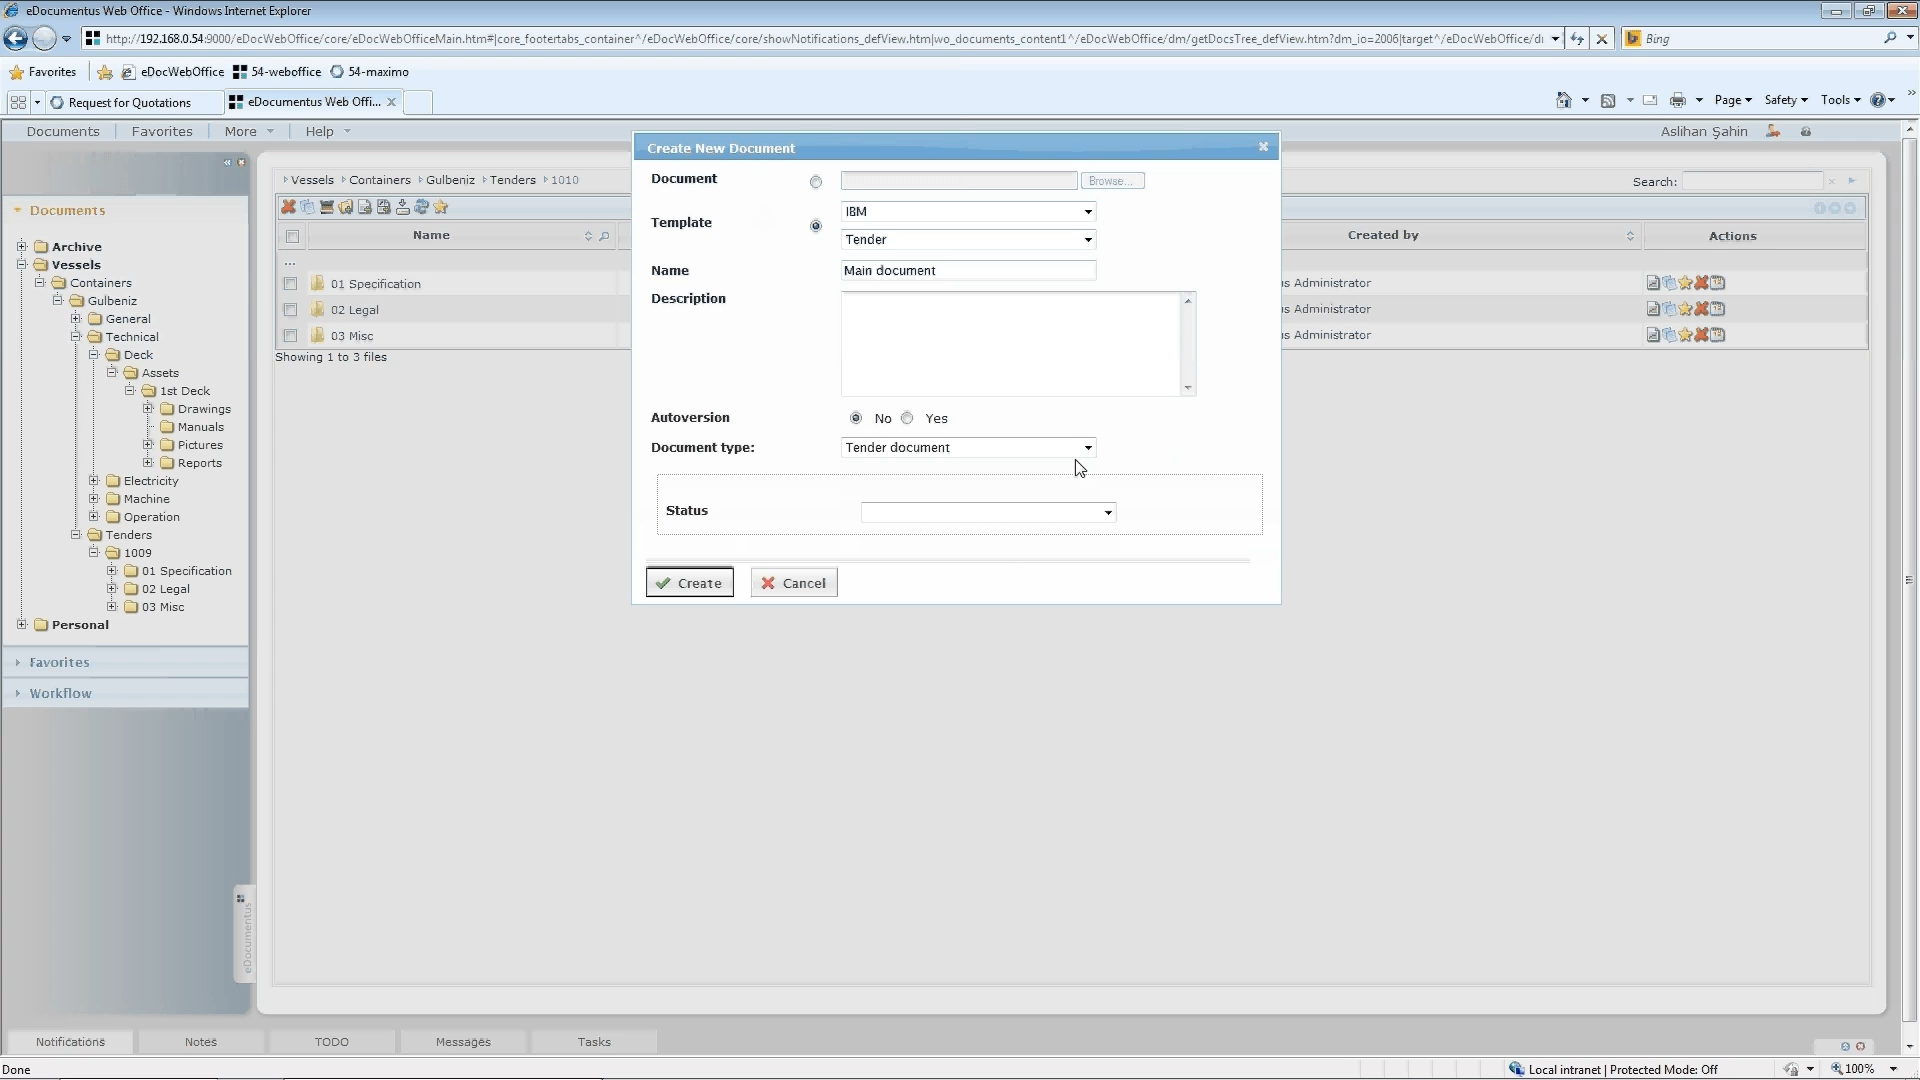 eDocumentus Web Office - Windows Internet Explorer
http://192.168.0.54:9000/eDocWebOffice/core/eDocWebOfficeMain.htm#|core_footertabs_container^/eDocWebOffice/core/showNotifications_defView.htm|wo_documents_content1^/eDocWebOffice/dm/getDocsTree_defView.htm?dm_io=2006|target^/eDocWebOffice/di
Bing
Favorites eDocWebOffice 54-weboffice 54-maximo
Request for Quotations eDocumentus Web Offi... Page Safety Tools
Documents Favorites More Help Aslihan Şahin
Create New Document
Vessels Containers Gulbeniz Tenders 1010
Search:
Documents
Archive
Vessels
Containers
Gulbeniz
General
Technical
Deck
Assets
1st Deck
Drawings
Manuals
Pictures
Reports
Electricity
Machine
Operation
Tenders
1009
01 Specification
02 Legal
03 Misc
Personal
Favorites
Workflow
eDocumentus
Name Created by Actions
...
01 Specification s Administrator
02 Legal s Administrator
03 Misc s Administrator
Showing 1 to 3 files
Document Browse...
Template IBM
Tender
Name Main document
Description
Autoversion No Yes
Document type: Tender document
Status
Create Cancel
Notifications Notes TODO Messages Tasks
Done Local intranet | Protected Mode: Off 100%